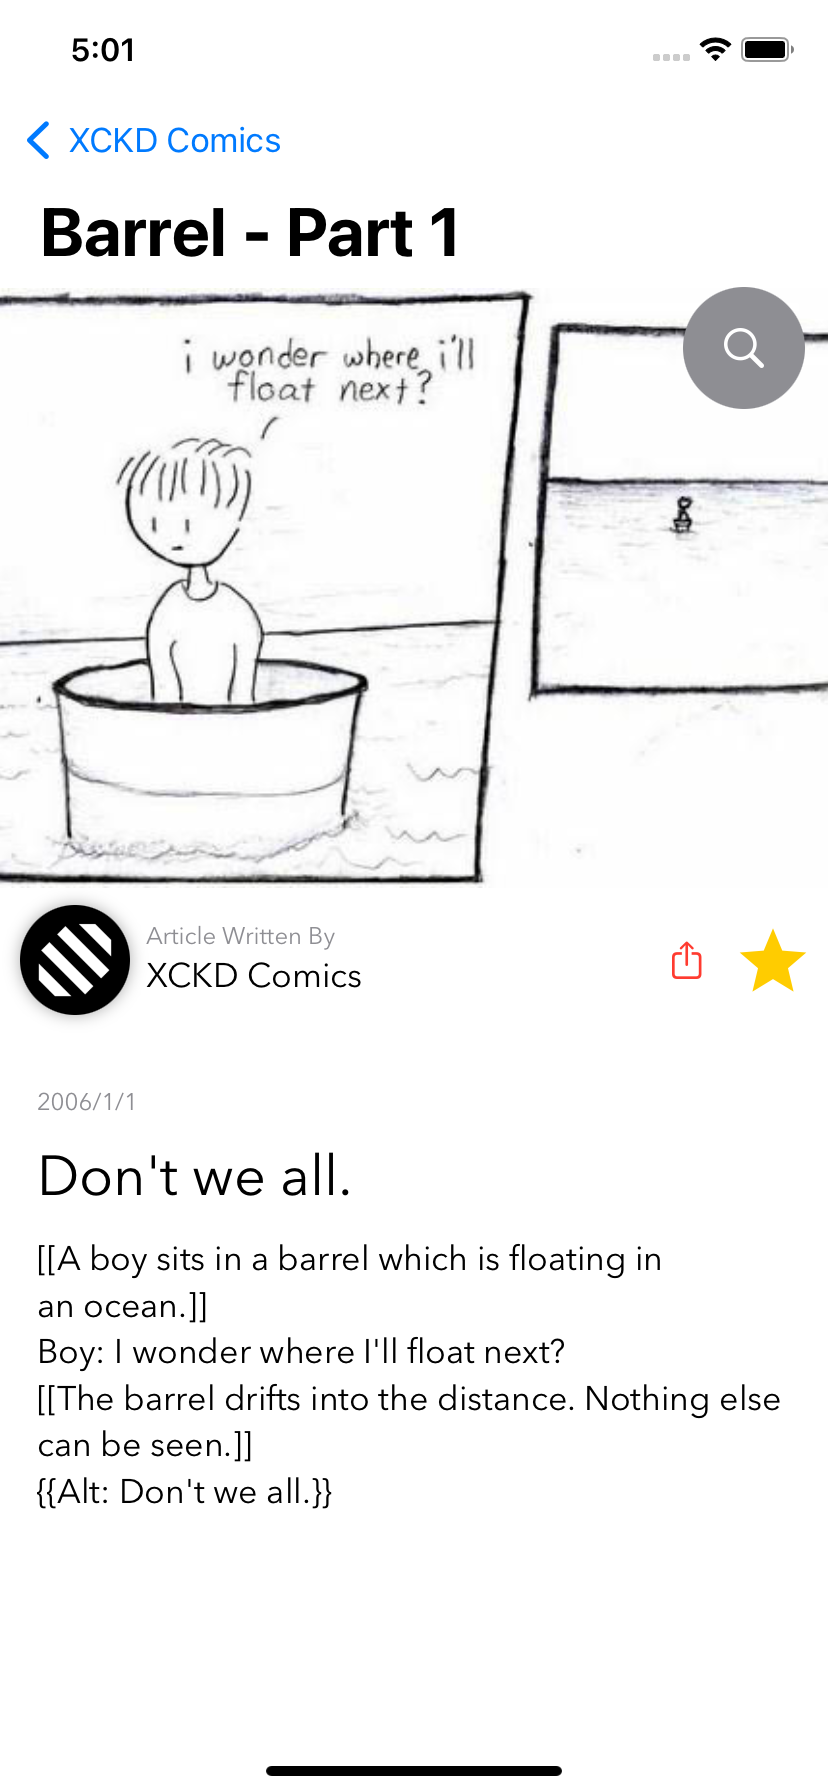 5:01
XCKD Comics
Barrel - Part 1
i wonder where i'll
float next?
Article Written By
XCKD Comics
2006/1/1
Don't we all.
[[A boy sits in a barrel which is floating in
an ocean.]]
Boy: I wonder where I'll float next?
[[The barrel drifts into the distance. Nothing else
can be seen.]]
{{Alt: Don't we all.}}